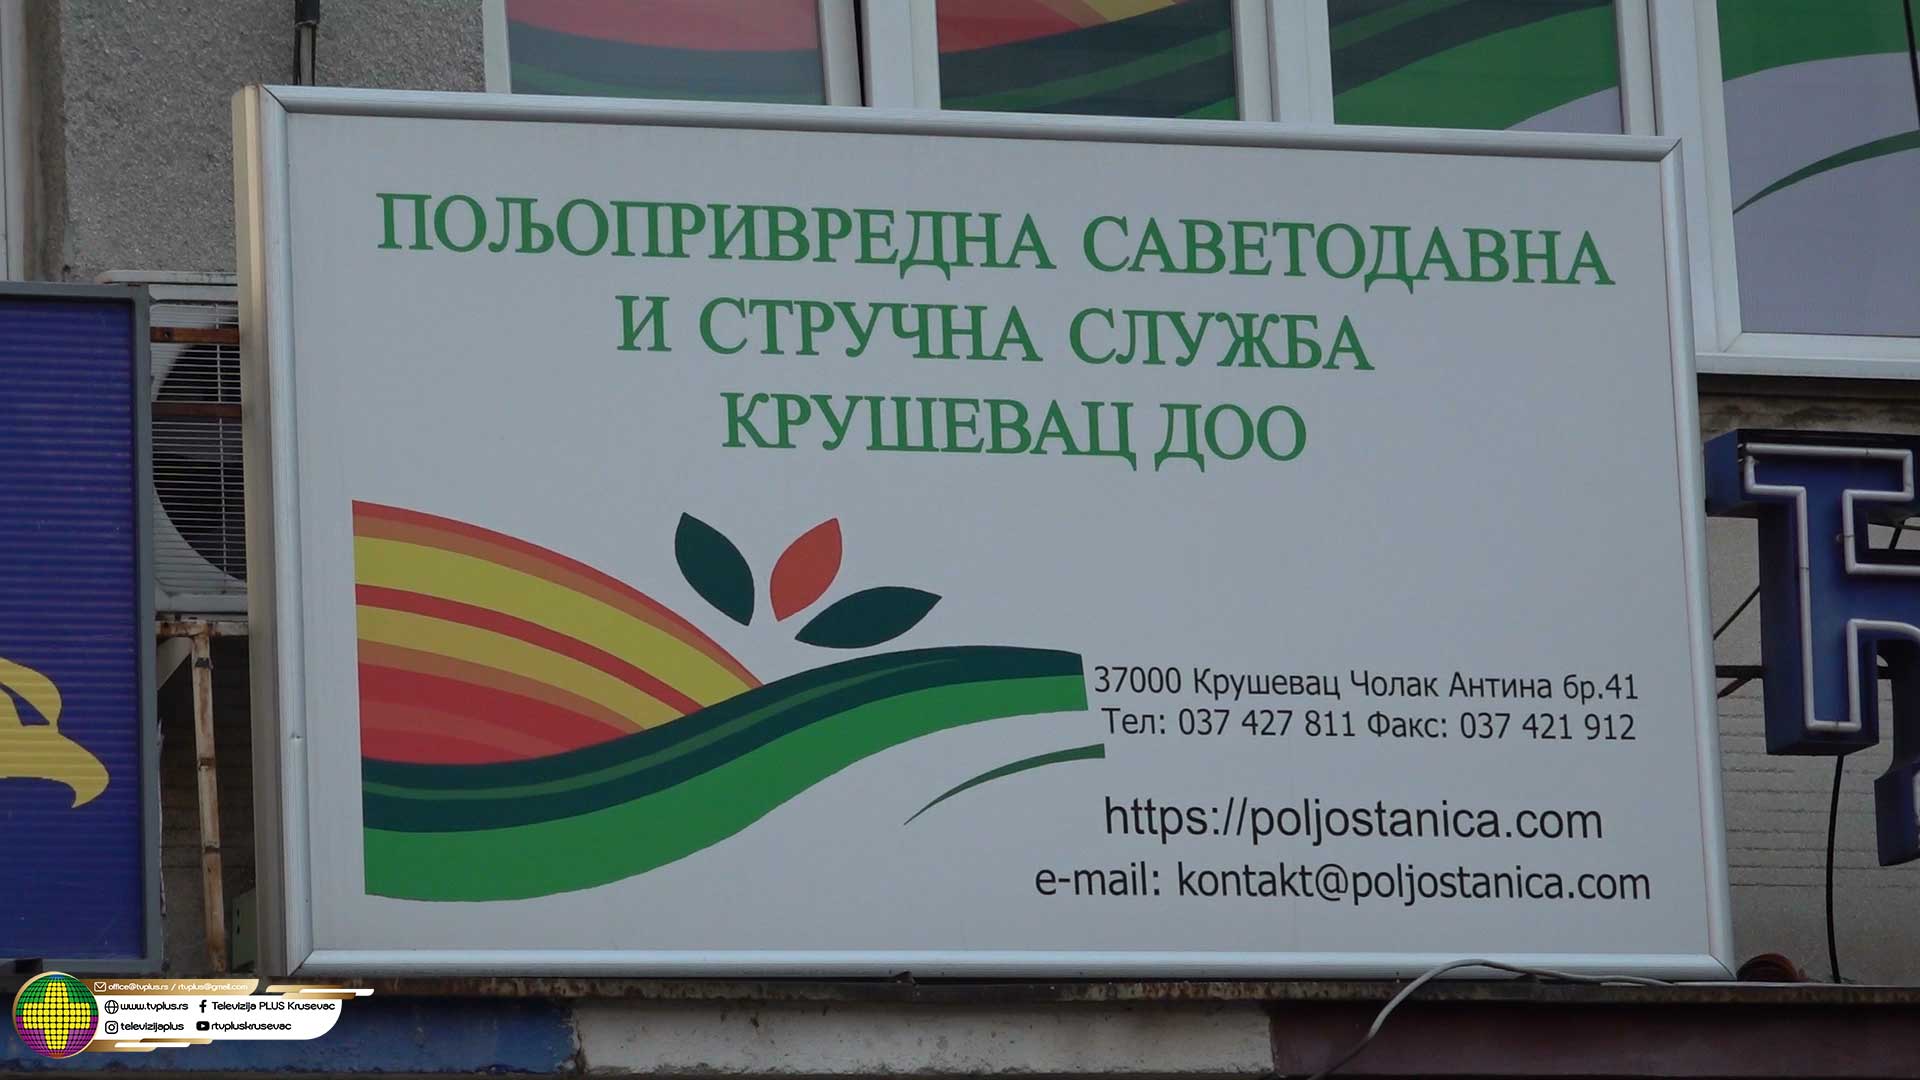 ПОЉОПРИВРЕДНА САВЕТОДАВНА
И СТРУЧНА СЛУЖБА
КРУШЕВАЦ ДОО
37000 Крушевац Чолак Антина бр.41
Тел: 037 427 811 Факс: 037 421 912
https://poljostanica.com
e-mail: kontakt@poljostanica.com
office@tvplus.rs / rtvplus@gmail.com
www.tvplus.rs Televizija PLUS Krusevac
televizijaplus rtvpluskrusevac